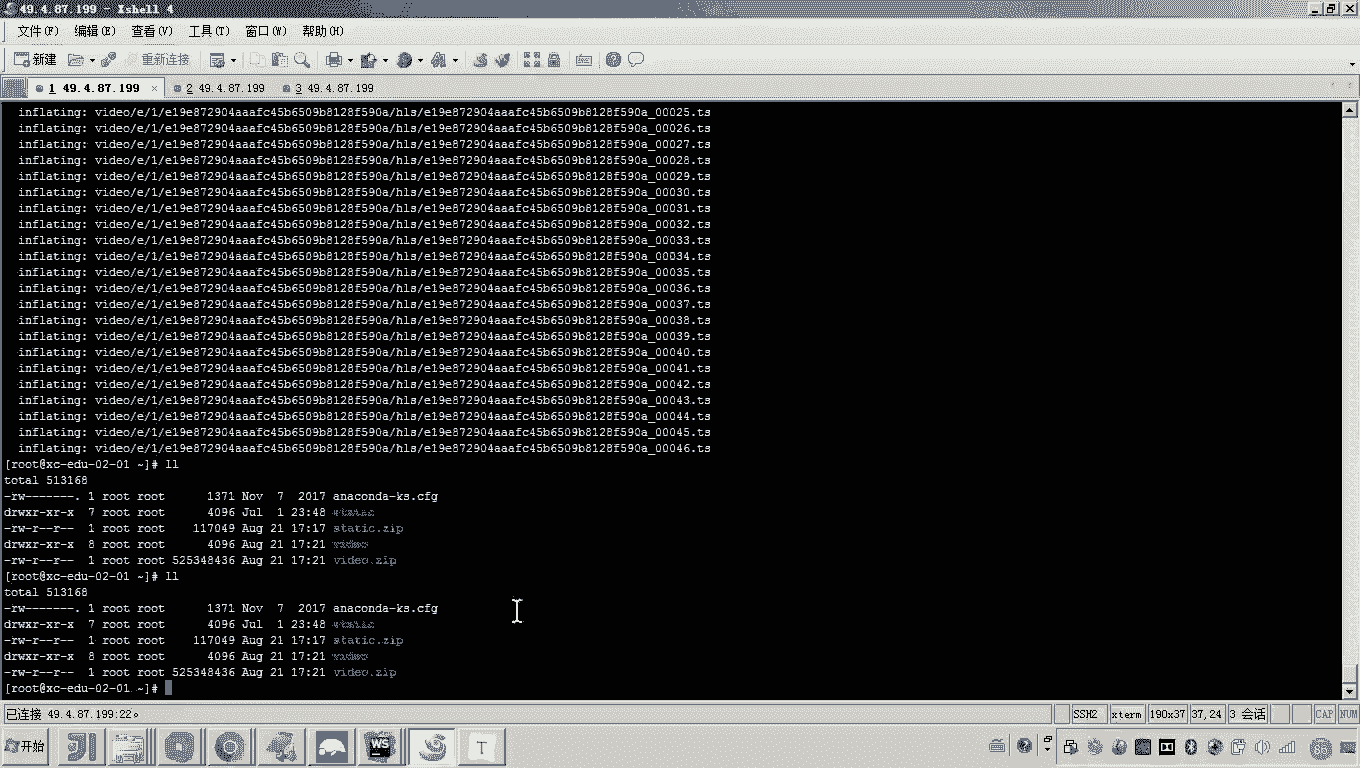 49.4.87.199 - Xshell 4
文件(F) 编辑(E) 查看(V) 工具(T) 窗口(W) 帮助(H)
新建 重新连接
1 49.4.87.199 × 2 49.4.87.199 3 49.4.87.199
inflating: video/e/1/e19e872904aaafc45b6509b8128f590a/hls/e19e872904aaafc45b6509b8128f590a_00025.ts
inflating: video/e/1/e19e872904aaafc45b6509b8128f590a/hls/e19e872904aaafc45b6509b8128f590a_00026.ts
inflating: video/e/1/e19e872904aaafc45b6509b8128f590a/hls/e19e872904aaafc45b6509b8128f590a_00027.ts
inflating: video/e/1/e19e872904aaafc45b6509b8128f590a/hls/e19e872904aaafc45b6509b8128f590a_00028.ts
inflating: video/e/1/e19e872904aaafc45b6509b8128f590a/hls/e19e872904aaafc45b6509b8128f590a_00029.ts
inflating: video/e/1/e19e872904aaafc45b6509b8128f590a/hls/e19e872904aaafc45b6509b8128f590a_00030.ts
inflating: video/e/1/e19e872904aaafc45b6509b8128f590a/hls/e19e872904aaafc45b6509b8128f590a_00031.ts
inflating: video/e/1/e19e872904aaafc45b6509b8128f590a/hls/e19e872904aaafc45b6509b8128f590a_00032.ts
inflating: video/e/1/e19e872904aaafc45b6509b8128f590a/hls/e19e872904aaafc45b6509b8128f590a_00033.ts
inflating: video/e/1/e19e872904aaafc45b6509b8128f590a/hls/e19e872904aaafc45b6509b8128f590a_00034.ts
inflating: video/e/1/e19e872904aaafc45b6509b8128f590a/hls/e19e872904aaafc45b6509b8128f590a_00035.ts
inflating: video/e/1/e19e872904aaafc45b6509b8128f590a/hls/e19e872904aaafc45b6509b8128f590a_00036.ts
inflating: video/e/1/e19e872904aaafc45b6509b8128f590a/hls/e19e872904aaafc45b6509b8128f590a_00037.ts
inflating: video/e/1/e19e872904aaafc45b6509b8128f590a/hls/e19e872904aaafc45b6509b8128f590a_00038.ts
inflating: video/e/1/e19e872904aaafc45b6509b8128f590a/hls/e19e872904aaafc45b6509b8128f590a_00039.ts
inflating: video/e/1/e19e872904aaafc45b6509b8128f590a/hls/e19e872904aaafc45b6509b8128f590a_00040.ts
inflating: video/e/1/e19e872904aaafc45b6509b8128f590a/hls/e19e872904aaafc45b6509b8128f590a_00041.ts
inflating: video/e/1/e19e872904aaafc45b6509b8128f590a/hls/e19e872904aaafc45b6509b8128f590a_00042.ts
inflating: video/e/1/e19e872904aaafc45b6509b8128f590a/hls/e19e872904aaafc45b6509b8128f590a_00043.ts
inflating: video/e/1/e19e872904aaafc45b6509b8128f590a/hls/e19e872904aaafc45b6509b8128f590a_00044.ts
inflating: video/e/1/e19e872904aaafc45b6509b8128f590a/hls/e19e872904aaafc45b6509b8128f590a_00045.ts
inflating: video/e/1/e19e872904aaafc45b6509b8128f590a/hls/e19e872904aaafc45b6509b8128f590a_00046.ts
[root@xc-edu-02-01 ~]# ll
total 513168
-rw-------. 1 root root 1371 Nov 7 2017 anaconda-ks.cfg
drwxr-xr-x 7 root root 4096 Jul 1 23:48 static
-rw-r--r-- 1 root root 117049 Aug 21 17:17 static.zip
drwxr-xr-x 8 root root 4096 Aug 21 17:21 video
-rw-r--r-- 1 root root 525348436 Aug 21 17:21 video.zip
[root@xc-edu-02-01 ~]# ll
total 513168
-rw-------. 1 root root 1371 Nov 7 2017 anaconda-ks.cfg
drwxr-xr-x 7 root root 4096 Jul 1 23:48 static
-rw-r--r-- 1 root root 117049 Aug 21 17:17 static.zip
drwxr-xr-x 8 root root 4096 Aug 21 17:21 video
-rw-r--r-- 1 root root 525348436 Aug 21 17:21 video.zip
[root@xc-edu-02-01 ~]#
已连接 49.4.87.199:22。 SSH2 xterm 190x37 37,24 3 会话 CAP NUM
开始 WS T